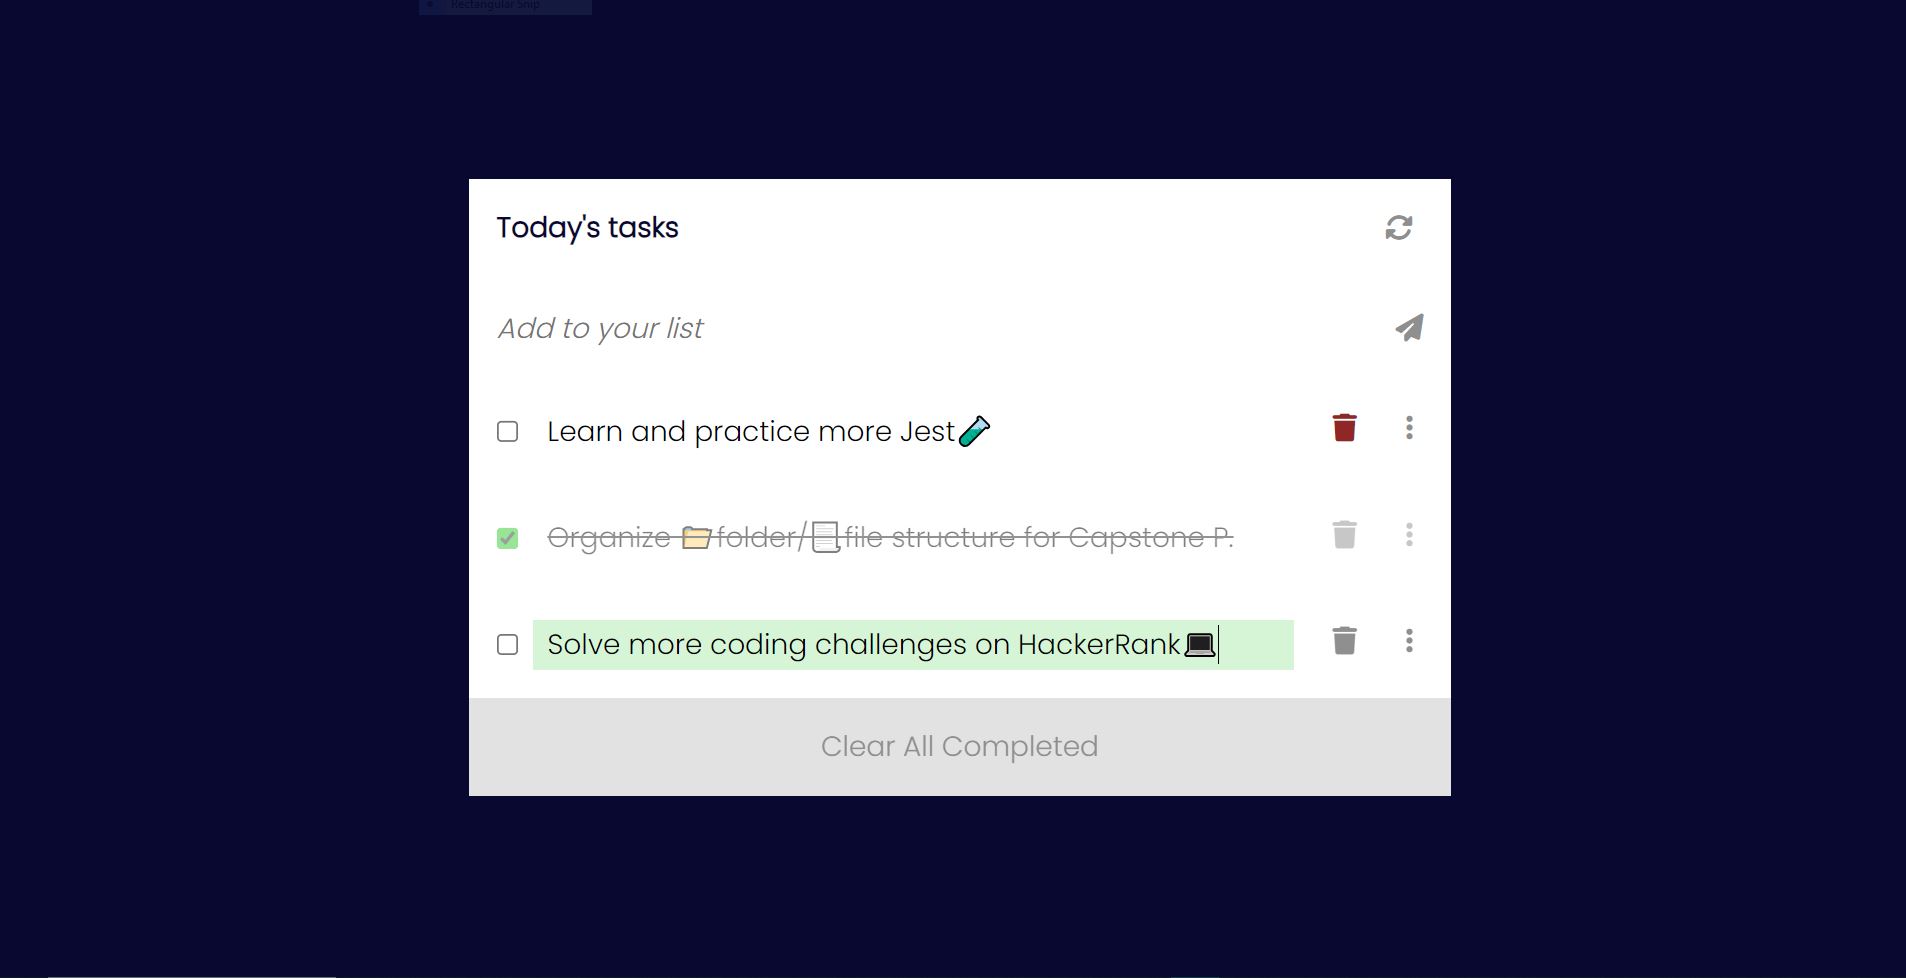 Rectangular Snip
Today's tasks
Add to your list
Learn and practice more Jest🧪
Organize 📂folder/📃file structure for Capstone P.
Solve more coding challenges on HackerRank💻
Clear All Completed